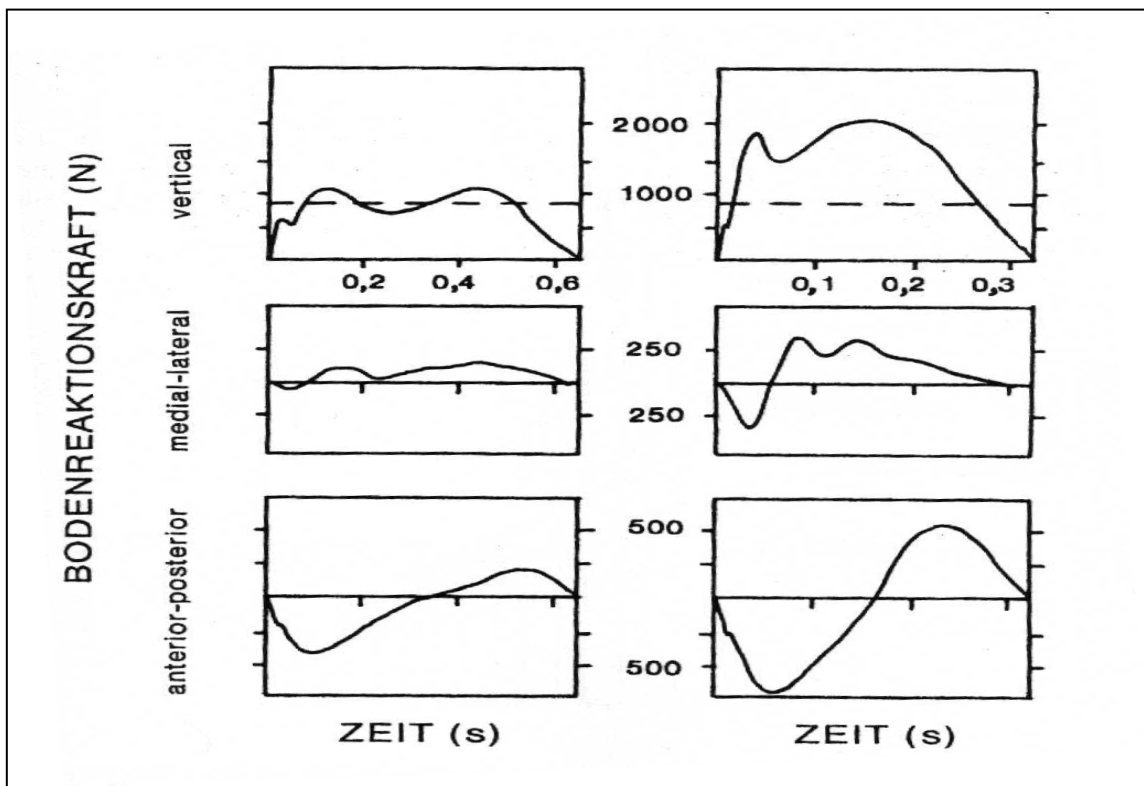 BODENREAKTIONSKRAFT (N)
vertical
2000
1000
0,2 0,4 0,6
0,1 0,2 0,3
medial-lateral
250
250
anterior-posterior
500
500
ZEIT (s)
ZEIT (s)